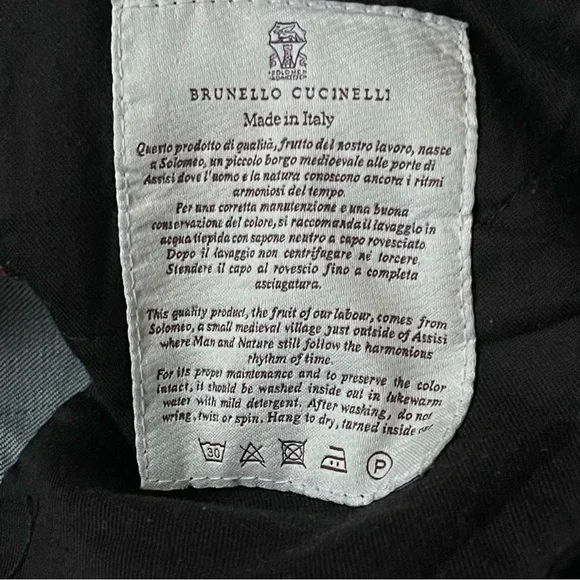 BRUNELLO CUCINELLI
Made in Italy
Questo prodotto di qualità, frutto del nostro lavoro, nasce
a Solomeo, un piccolo borgo medioevale alle porte di
Assisi dove l'uomo e la natura conoscono ancora i ritmi
armoniosi del tempo.
Per una corretta manutenzione e una buona
conservazione del colore, si raccomanda il lavaggio in
acqua tiepida con sapone neutro a capo rovesciato.
Dopo il lavaggio non centrifugare né torcere.
Stendere il capo al rovescio fino a completa
asciugatura.
This quality product, the fruit of our labour, comes from
Solomeo, a small medieval village just outside of Assisi
where Man and Nature still follow the harmonious
rhythm of time.
For its proper maintenance and to preserve the color
intact, it should be washed inside out in lukewarm
water with mild detergent. After washing, do not
wring, twist or spin. Hang to dry, turned inside
30 P